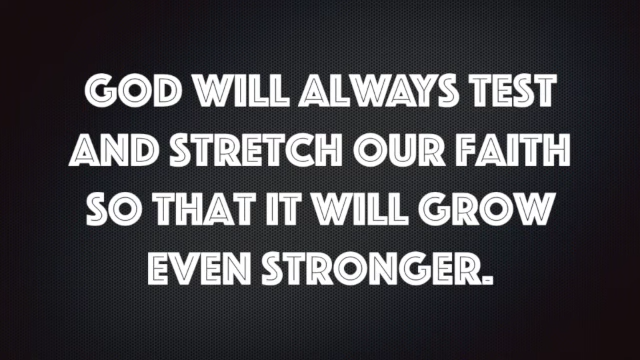 GOD WILL ALWAYS TEST
AND STRETCH OUR FAITH
SO THAT IT WILL GROW
EVEN STRONGER.